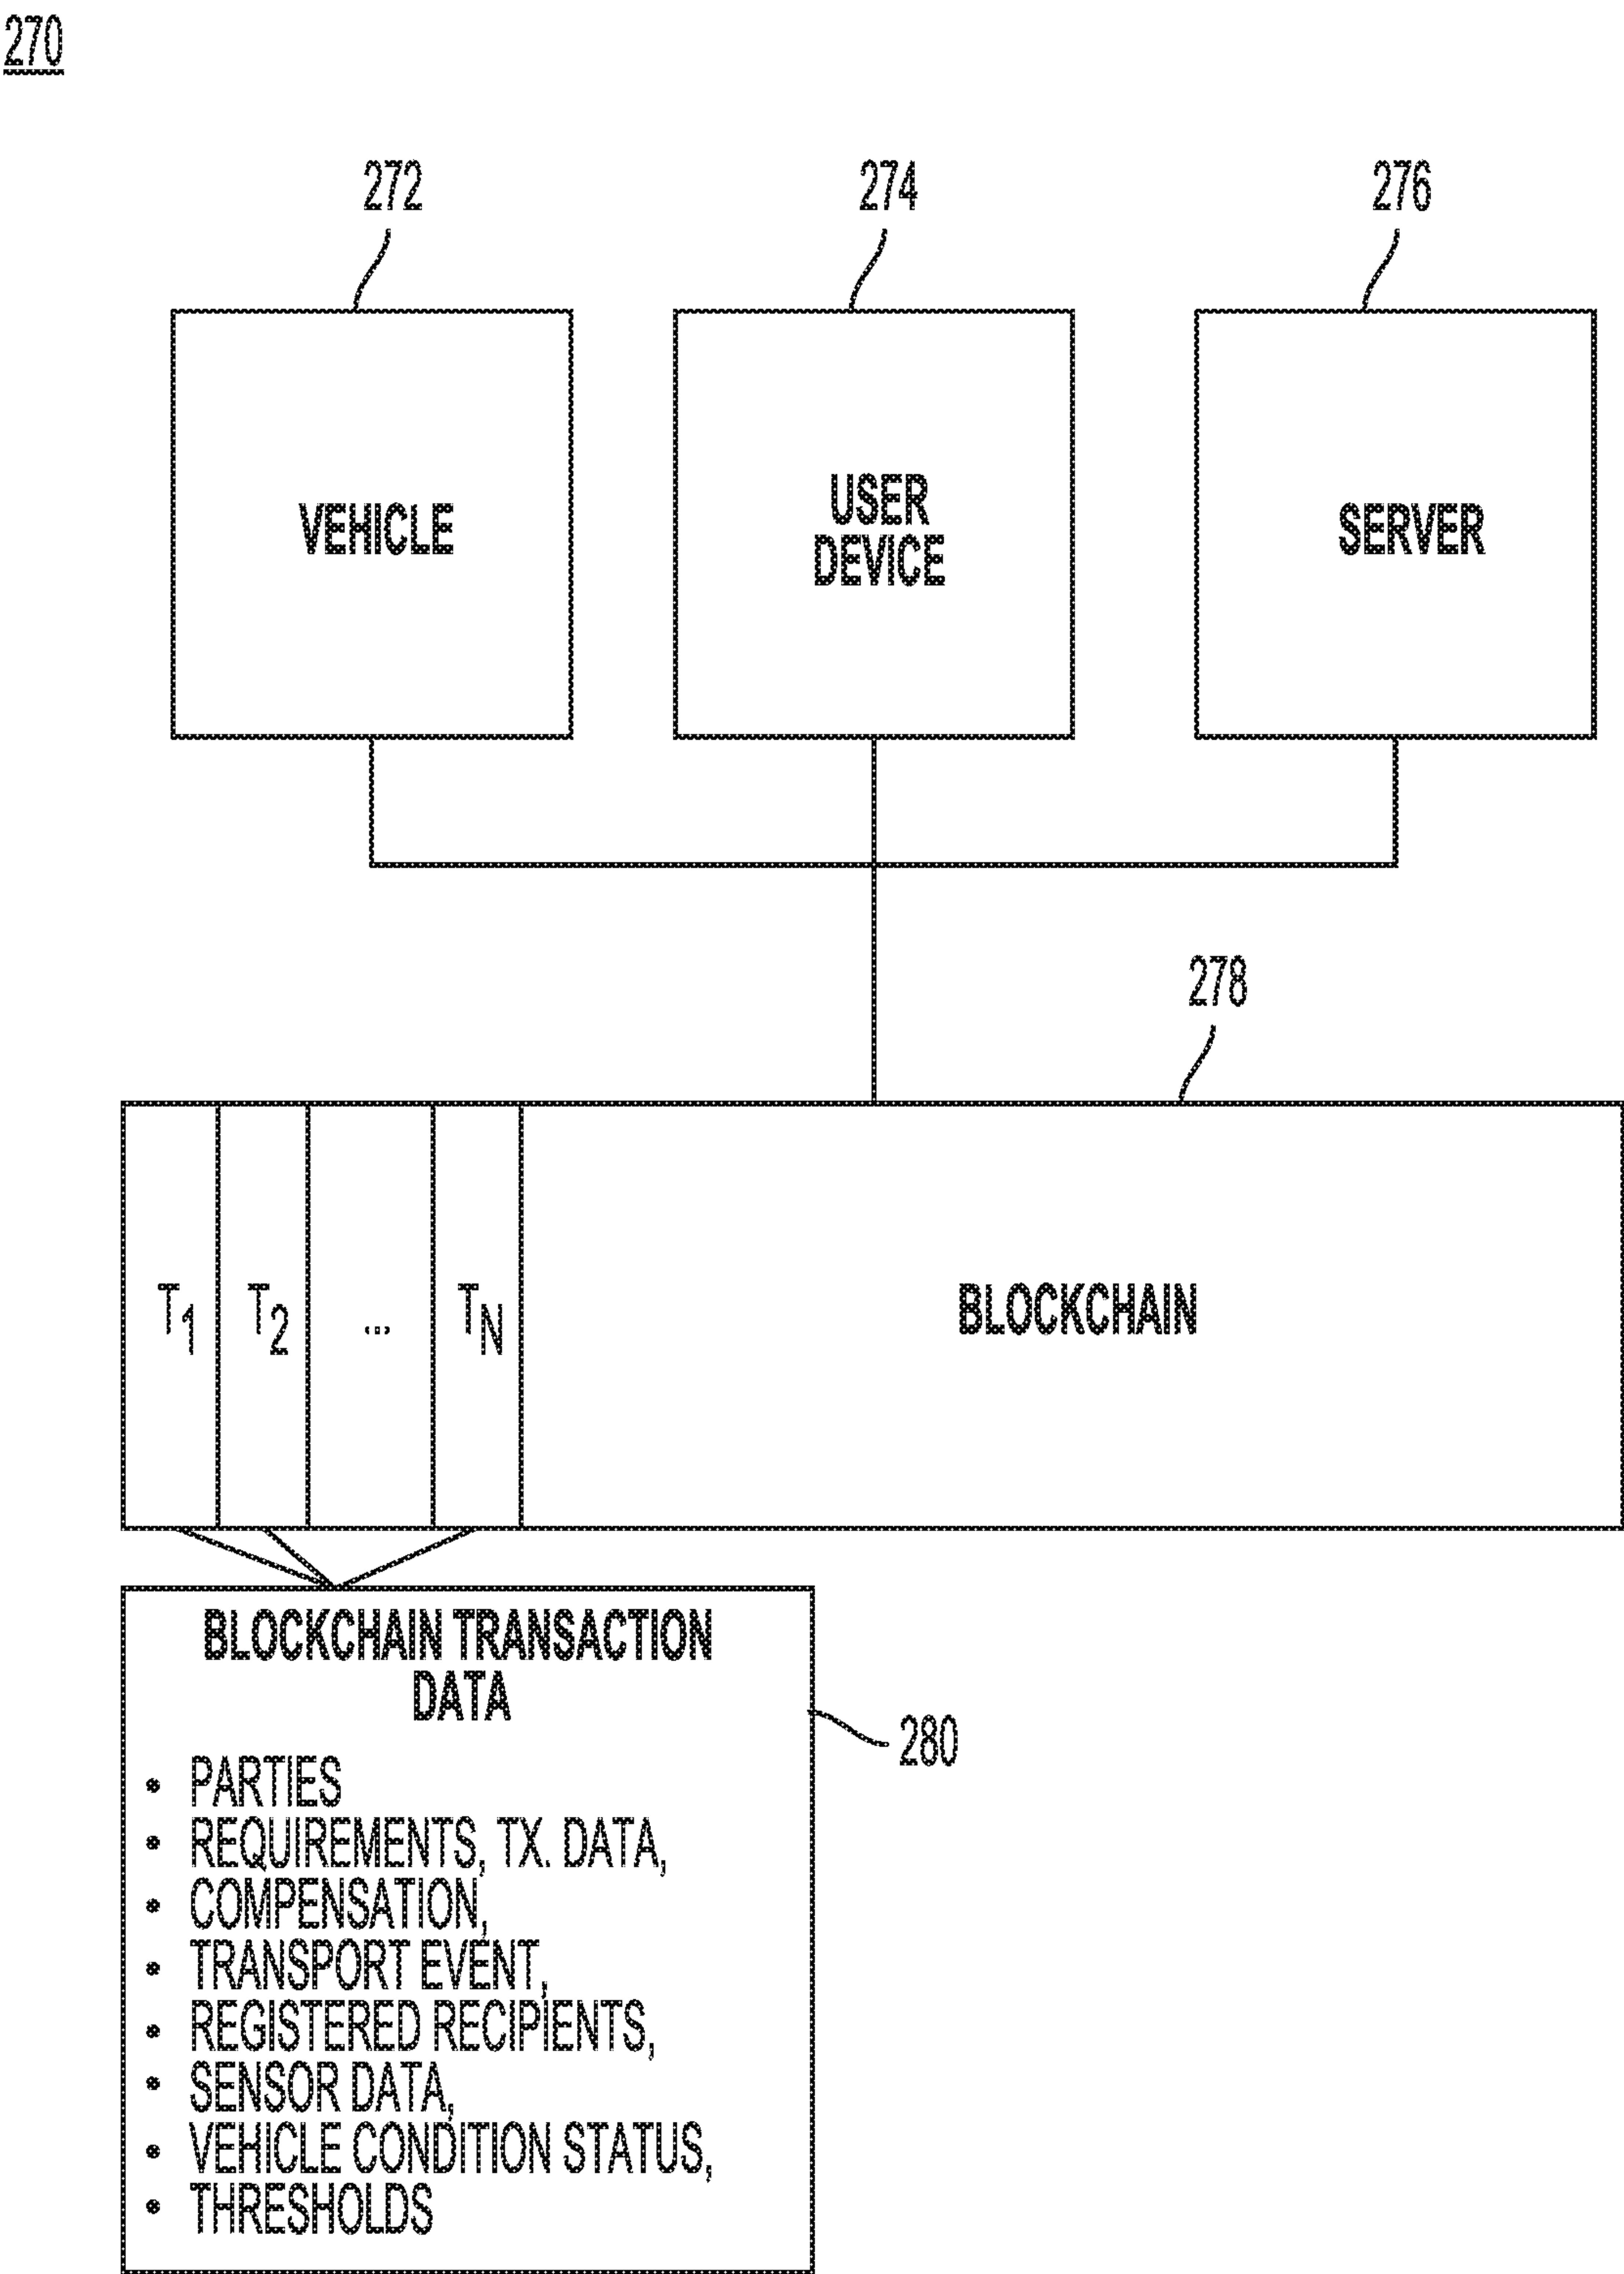 270
272
274
276
VEHICLE
USER
DEVICE
SERVER
278
T1
T2
...
TN
BLOCKCHAIN
BLOCKCHAIN TRANSACTION
DATA
280
• PARTIES
• REQUIREMENTS, TX. DATA,
• COMPENSATION,
• TRANSPORT EVENT,
• REGISTERED RECIPIENTS,
• SENSOR DATA,
• VEHICLE CONDITION STATUS,
• THRESHOLDS